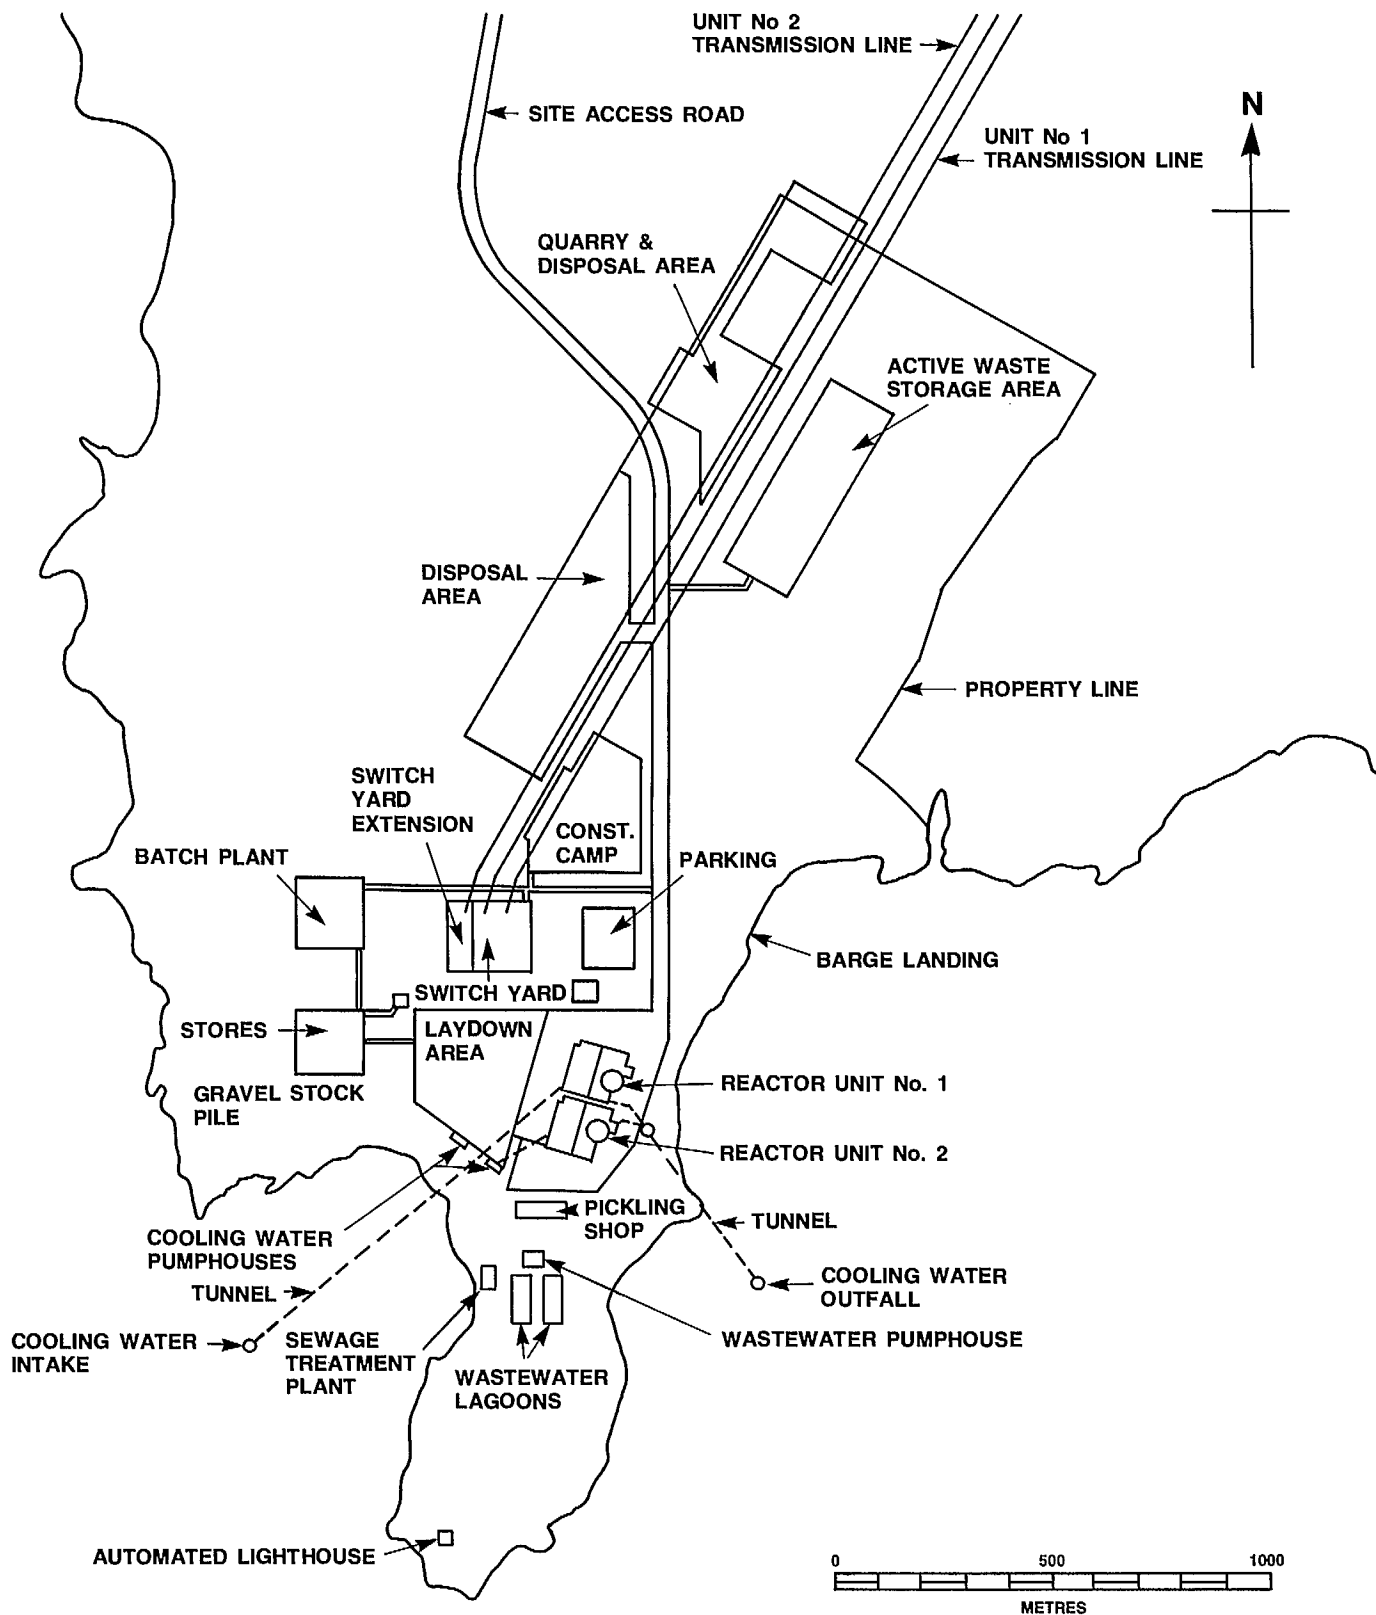 UNIT No 2
TRANSMISSION LINE
SITE ACCESS ROAD
N
UNIT No 1
TRANSMISSION LINE
QUARRY &
DISPOSAL AREA
ACTIVE WASTE
STORAGE AREA
DISPOSAL
AREA
PROPERTY LINE
SWITCH
YARD
EXTENSION
CONST.
CAMP
BATCH PLANT
PARKING
BARGE LANDING
SWITCH YARD
STORES
LAYDOWN
AREA
GRAVEL STOCK
PILE
REACTOR UNIT No. 1
REACTOR UNIT No. 2
PICKLING
SHOP
TUNNEL
COOLING WATER
PUMPHOUSES
TUNNEL
COOLING WATER
OUTFALL
COOLING WATER
INTAKE
SEWAGE
TREATMENT
PLANT
WASTEWATER PUMPHOUSE
WASTEWATER
LAGOONS
AUTOMATED LIGHTHOUSE
0 500 1000
METRES